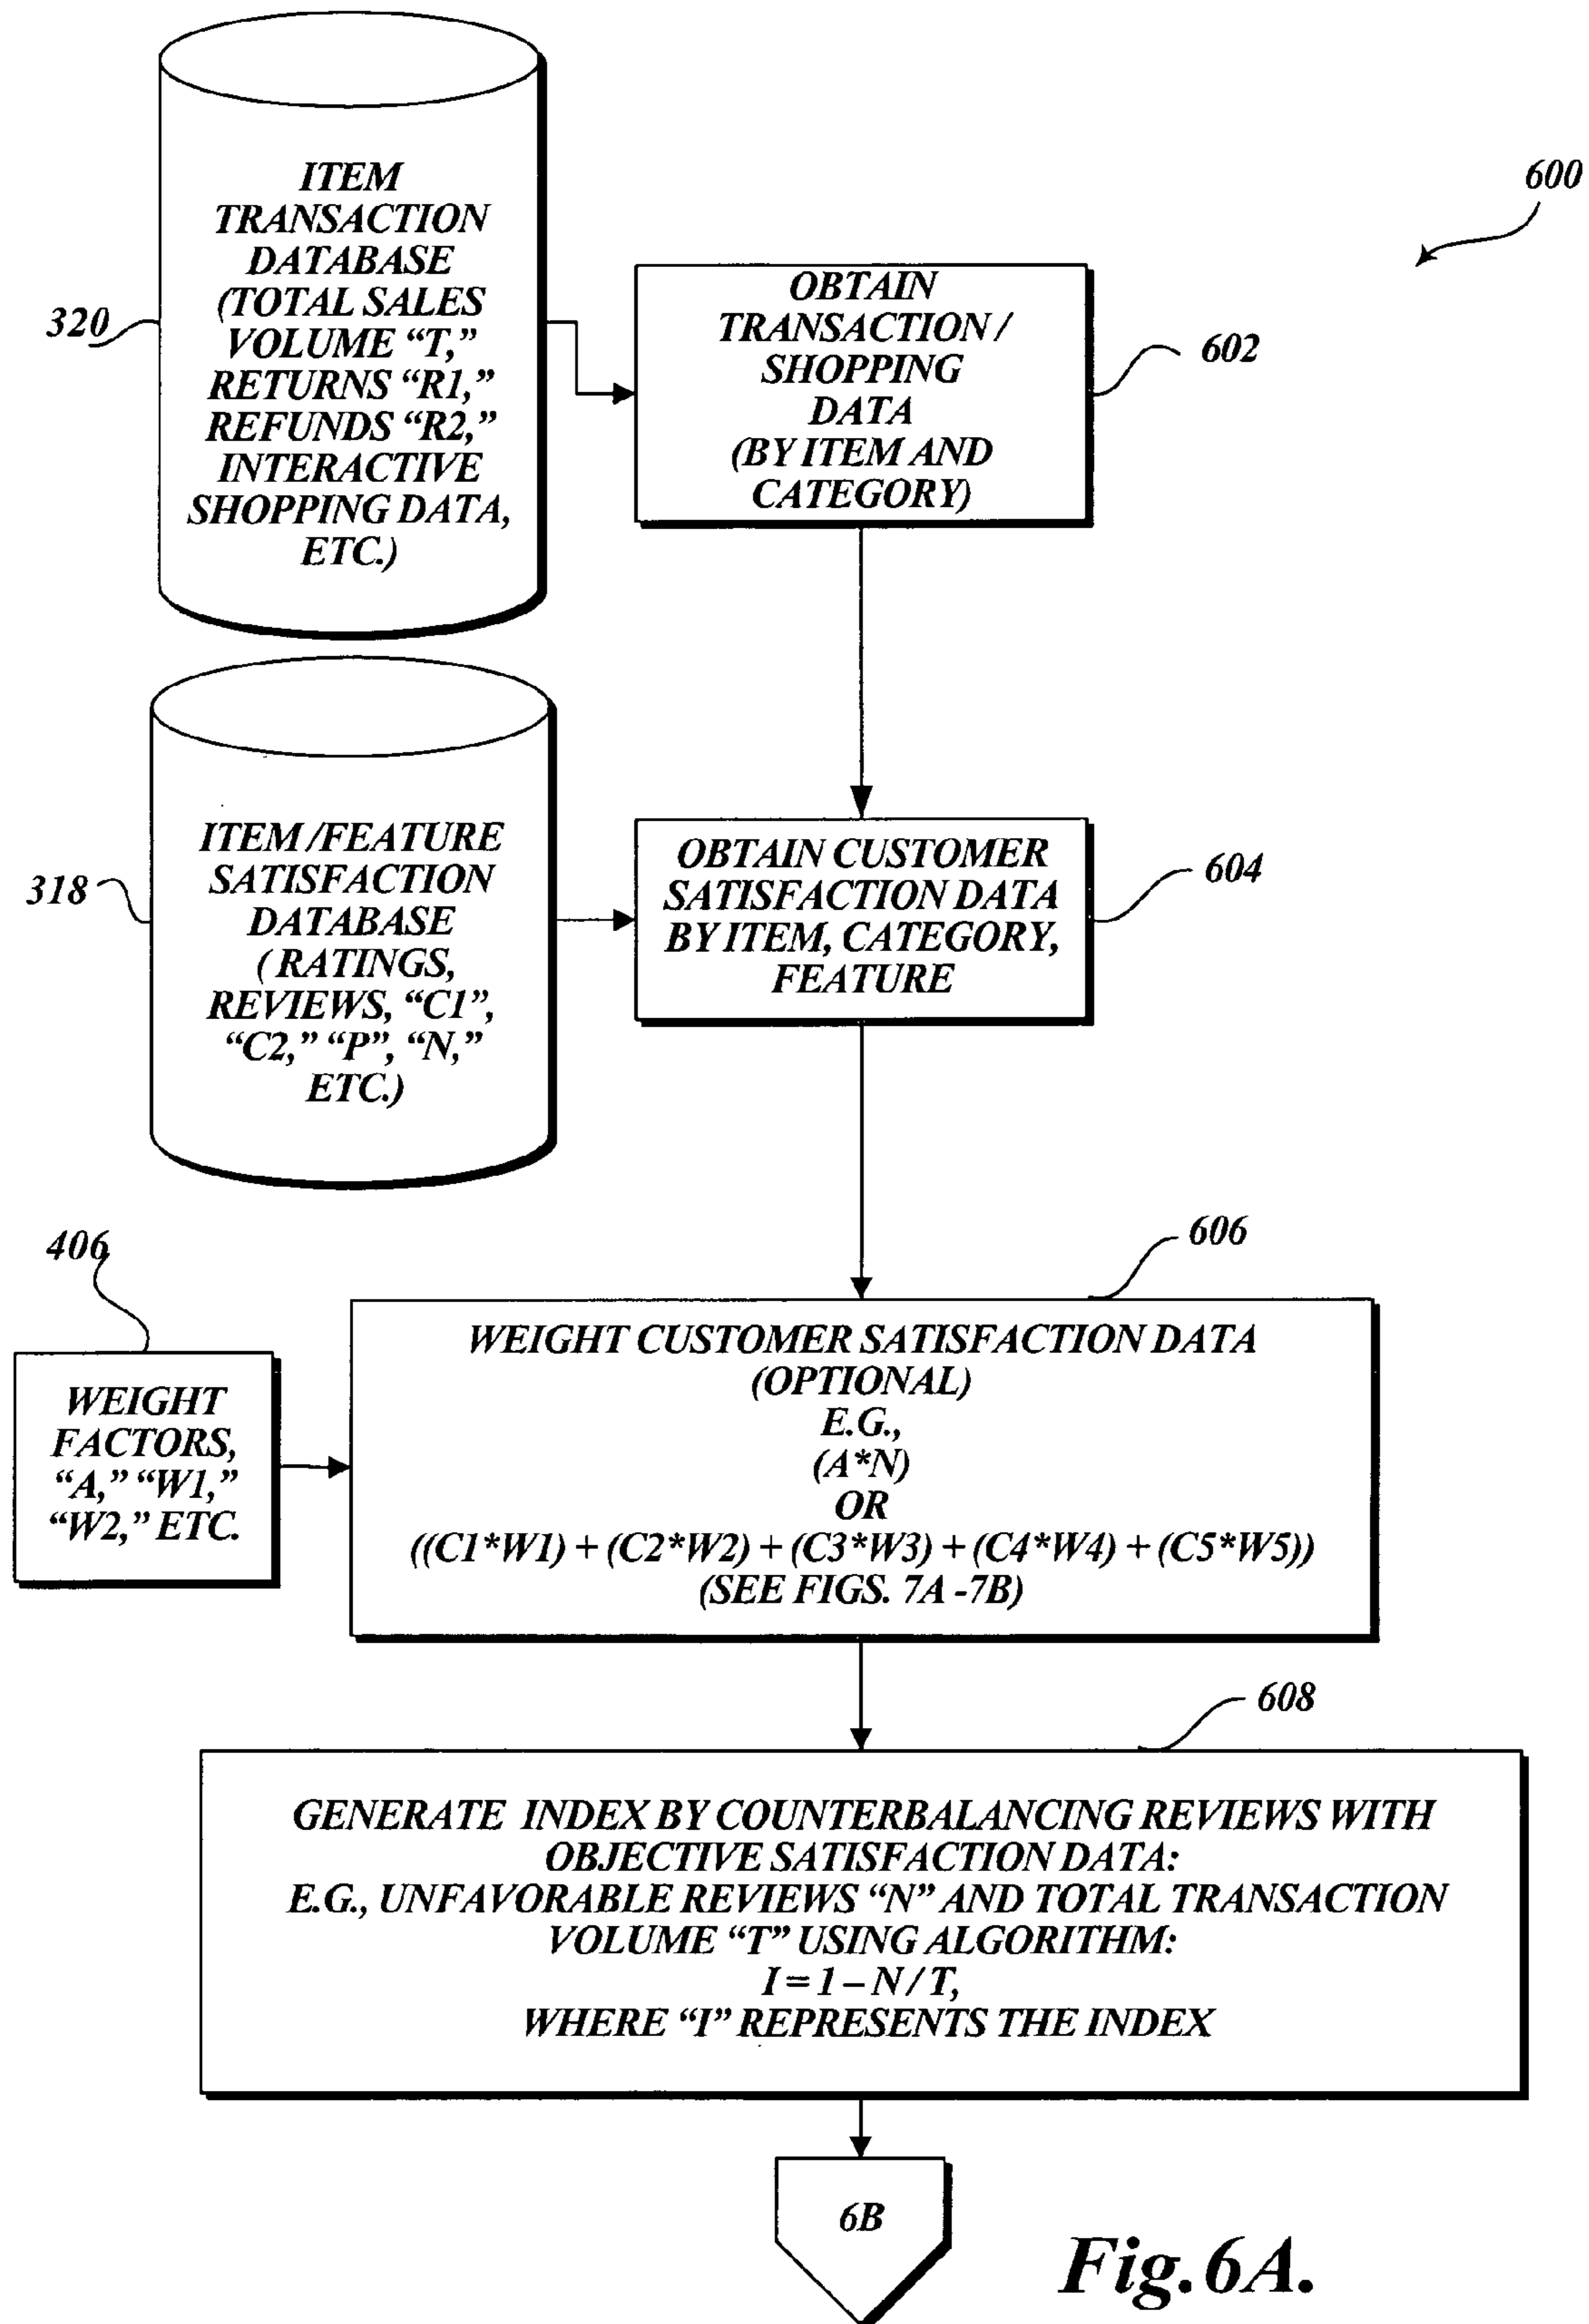 600
320
ITEM
TRANSACTION
DATABASE
(TOTAL SALES
VOLUME “T,”
RETURNS “R1,”
REFUNDS “R2,”
INTERACTIVE
SHOPPING DATA,
ETC.)
OBTAIN
TRANSACTION /
SHOPPING
DATA
(BY ITEM AND
CATEGORY)
602
318
ITEM /FEATURE
SATISFACTION
DATABASE
( RATINGS,
REVIEWS, “C1”,
“C2,” “P”, “N,”
ETC.)
OBTAIN CUSTOMER
SATISFACTION DATA
BY ITEM, CATEGORY,
FEATURE
604
406
WEIGHT
FACTORS,
“A,” “W1,”
“W2,” ETC.
606
WEIGHT CUSTOMER SATISFACTION DATA
(OPTIONAL)
E.G.,
(A*N)
OR
((C1*W1) + (C2*W2) + (C3*W3) + (C4*W4) + (C5*W5))
(SEE FIGS. 7A -7B)
608
GENERATE INDEX BY COUNTERBALANCING REVIEWS WITH
OBJECTIVE SATISFACTION DATA:
E.G., UNFAVORABLE REVIEWS “N” AND TOTAL TRANSACTION
VOLUME “T” USING ALGORITHM:
I = 1 – N / T,
WHERE “I” REPRESENTS THE INDEX
6B
Fig.6A.